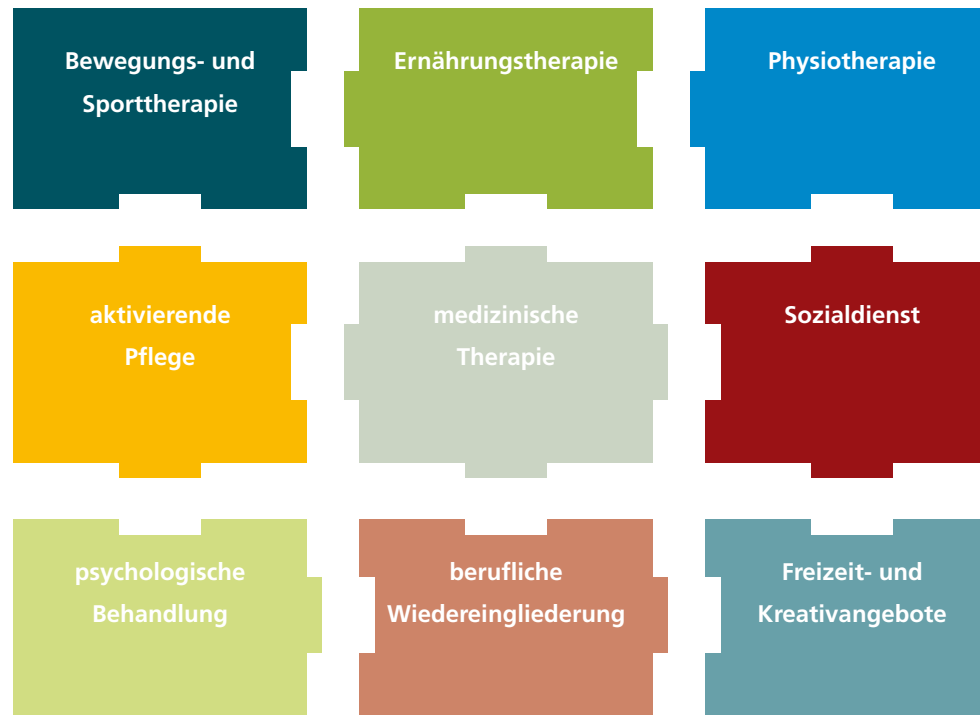 Bewegungs- und
Sporttherapie
Ernährungstherapie
Physiotherapie
aktivierende
Pflege
medizinische
Therapie
Sozialdienst
psychologische
Behandlung
berufliche
Wiedereingliederung
Freizeit- und
Kreativangebote